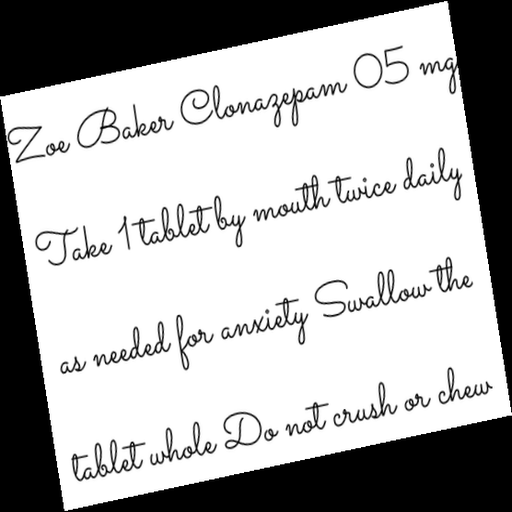 Zoe Baker Clonazepam 05 mg
Take 1 tablet by mouth twice daily
as needed for anxiety Swallow the
tablet whole Do not crush or chew